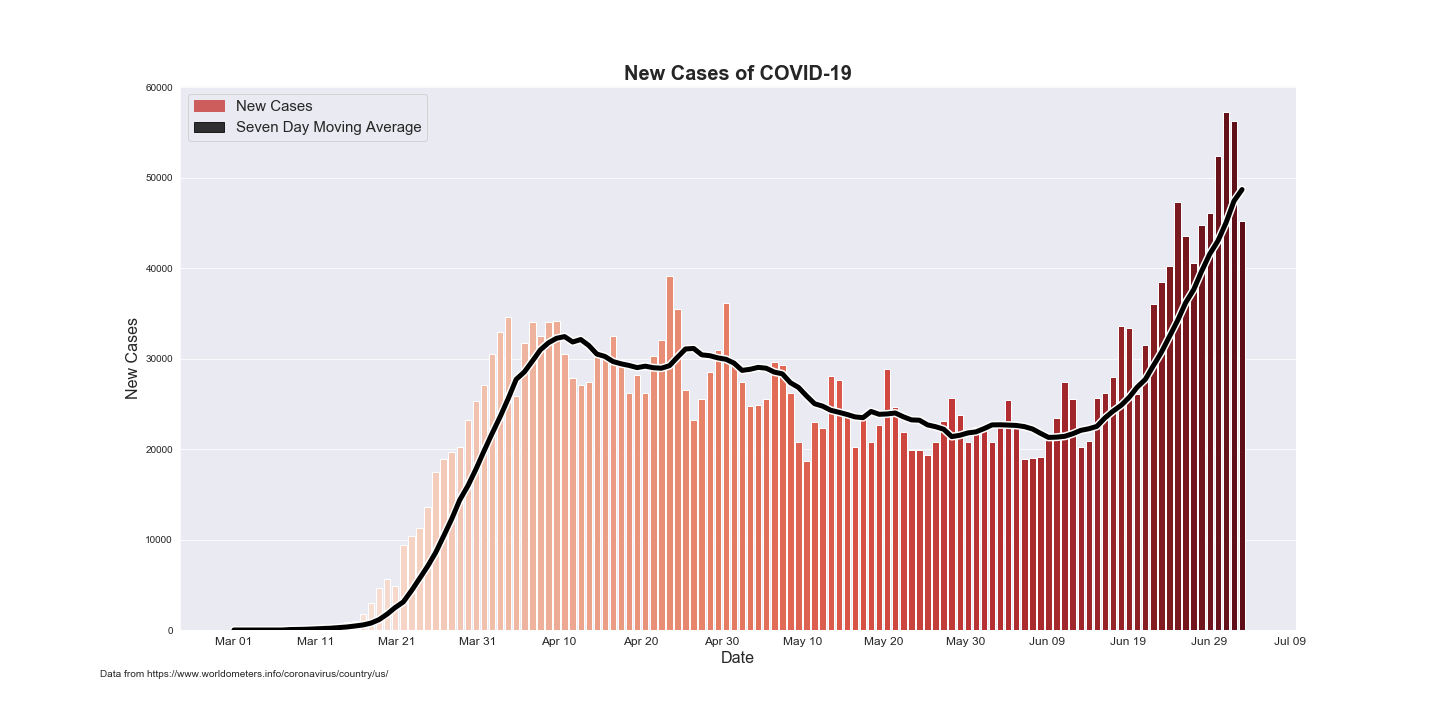 New Cases of COVID-19
New Cases
Seven Day Moving Average
60000
50000
40000
30000
20000
10000
0
New Cases
Mar 01 Mar 11 Mar 21 Mar 31 Apr 10 Apr 20 Apr 30 May 10 May 20 May 30 Jun 09 Jun 19 Jun 29 Jul 09
Date
Data from https://www.worldometers.info/coronavirus/country/us/